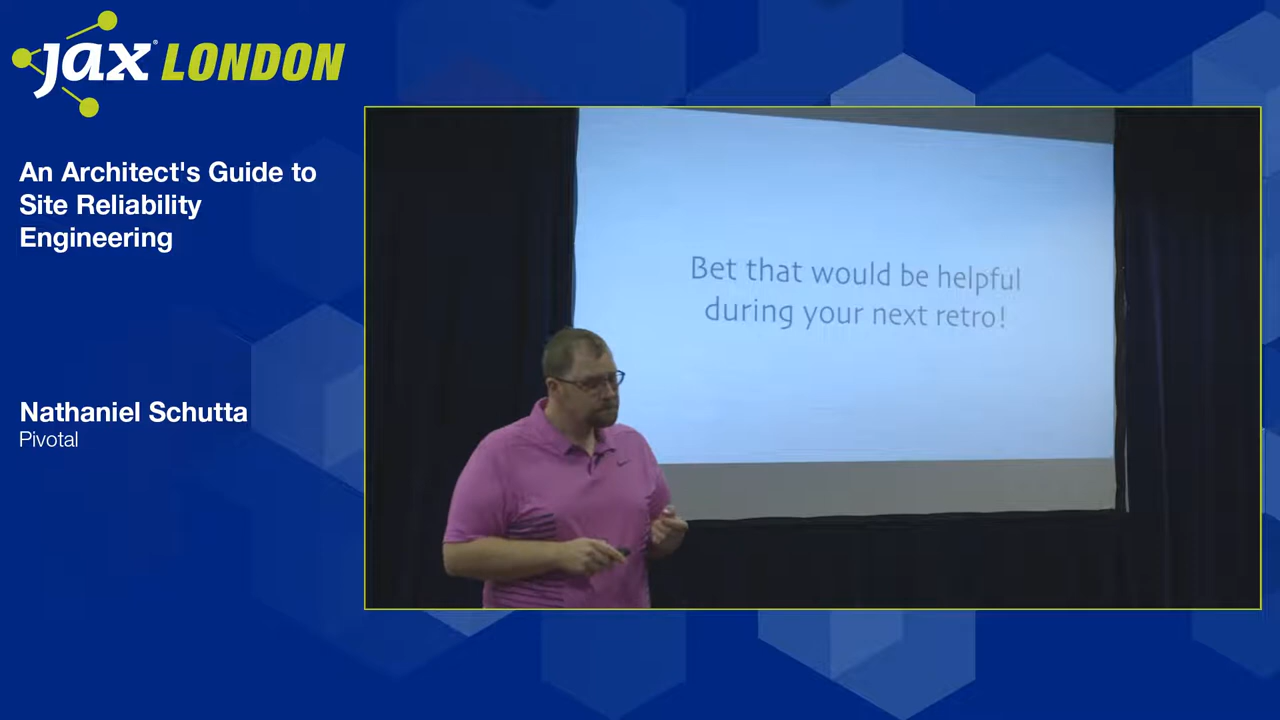 Jax® LONDON
An Architect's Guide to
Site Reliability
Engineering
Nathaniel Schutta
Pivotal
Bet that would be helpful
during your next retro!